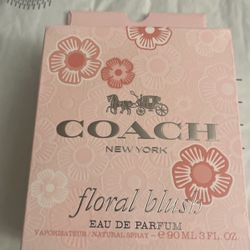 COACH
NEW YORK
floral blush
EAU DE PARFUM
VAPORISATEUR / NATURAL SPRAY - ℮ 90 ML 3 FL. OZ